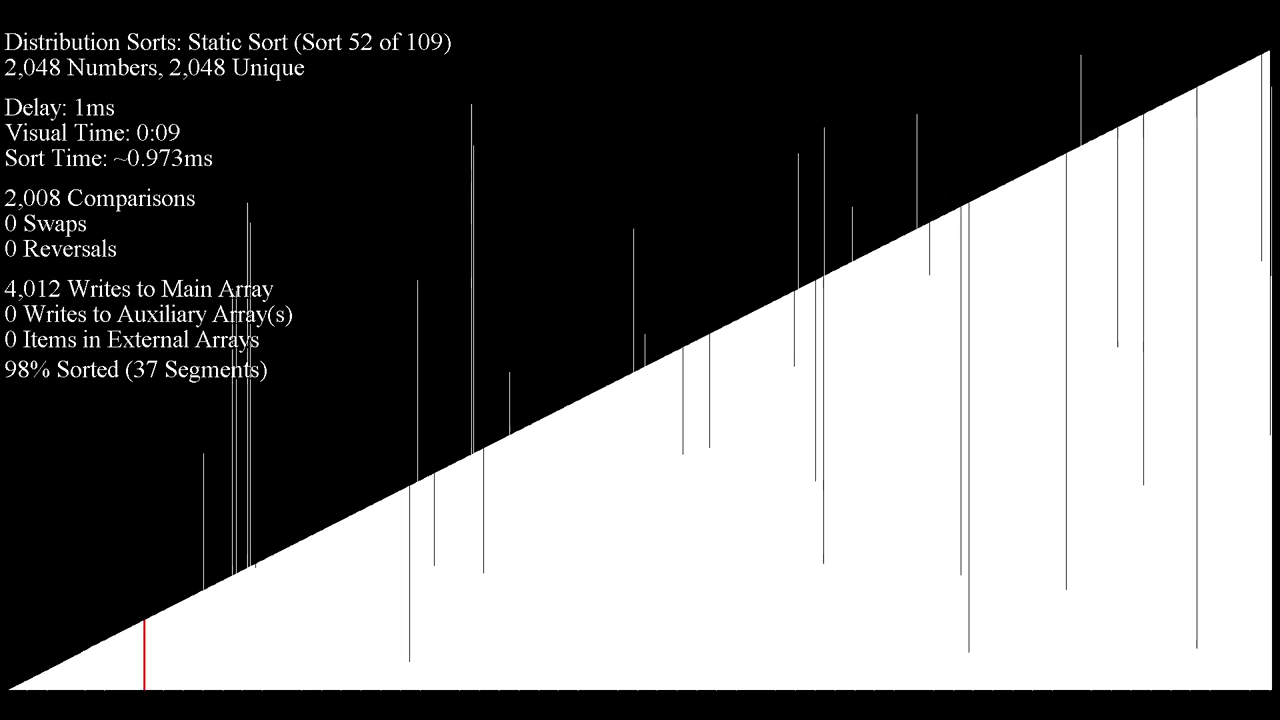 Distribution Sorts: Static Sort (Sort 52 of 109)
2,048 Numbers, 2,048 Unique
Delay: 1ms
Visual Time: 0:09
Sort Time: ~0.973ms
2,008 Comparisons
0 Swaps
0 Reversals
4,012 Writes to Main Array
0 Writes to Auxiliary Array(s)
0 Items in External Arrays
98% Sorted (37 Segments)